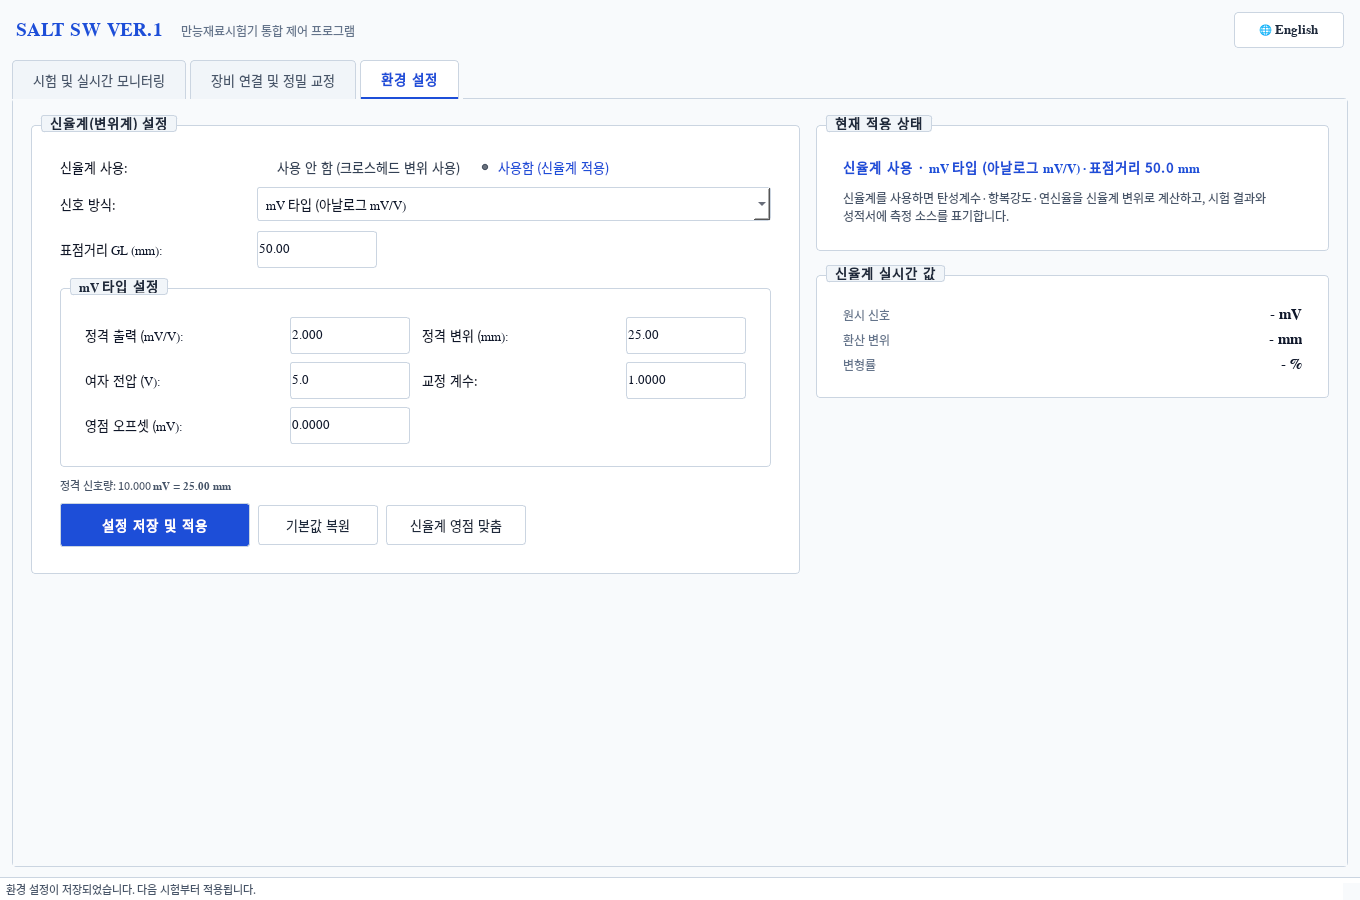 SALT SW VER.1 만능재료시험기 통합 제어 프로그램
🌐 English
시험 및 실시간 모니터링
장비 연결 및 정밀 교정
환경 설정
신율계(변위계) 설정
신율계 사용:
사용 안 함 (크로스헤드 변위 사용)
사용함 (신율계 적용)
신호 방식:
mV 타입 (아날로그 mV/V)
표점거리 GL (mm):
50.00
mV 타입 설정
정격 출력 (mV/V):
2.000
정격 변위 (mm):
25.00
여자 전압 (V):
5.0
교정 계수:
1.0000
영점 오프셋 (mV):
0.0000
정격 신호량: 10.000 mV = 25.00 mm
설정 저장 및 적용
기본값 복원
신율계 영점 맞춤
현재 적용 상태
신율계 사용 · mV 타입 (아날로그 mV/V) · 표점거리 50.0 mm
신율계를 사용하면 탄성계수 · 항복강도 · 연신율을 신율계 변위로 계산하고, 시험 결과와
성적서에 측정 소스를 표기합니다.
신율계 실시간 값
원시 신호
- mV
환산 변위
- mm
변형률
- %
환경 설정이 저장되었습니다. 다음 시험부터 적용됩니다.